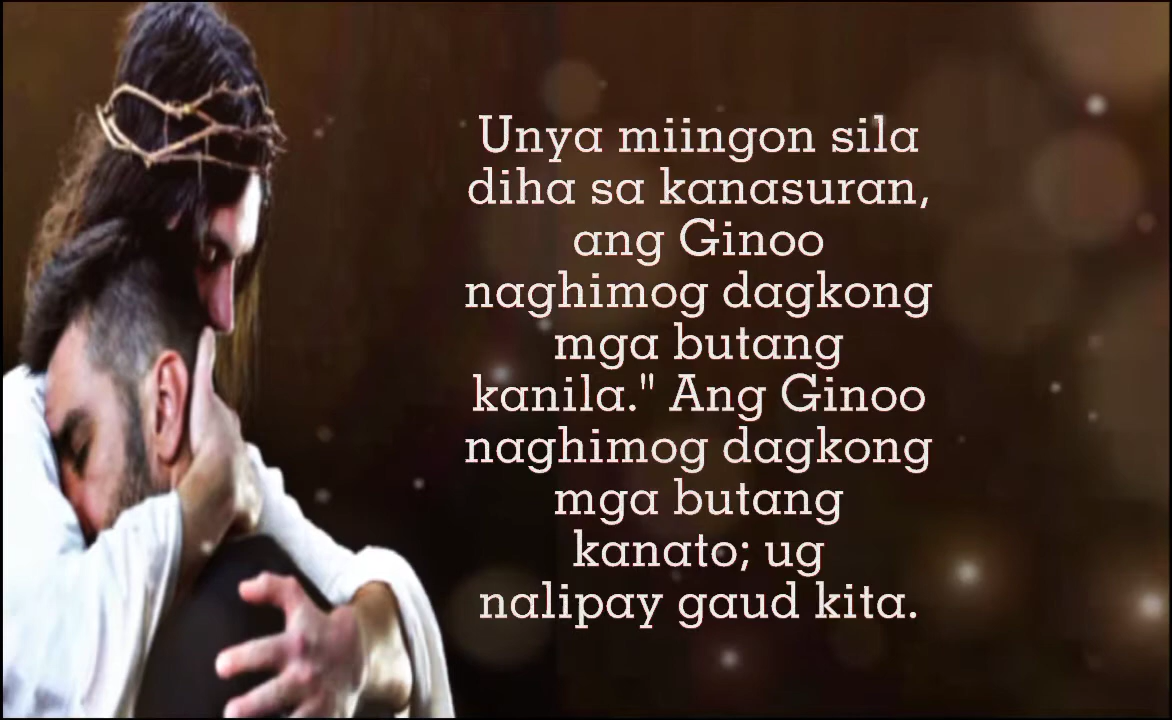 Unya miingon sila
diha sa kanasuran,
ang Ginoo
naghimog dagkong
mga butang
kanila." Ang Ginoo
naghimog dagkong
mga butang
kanato; ug
nalipay gaud kita.